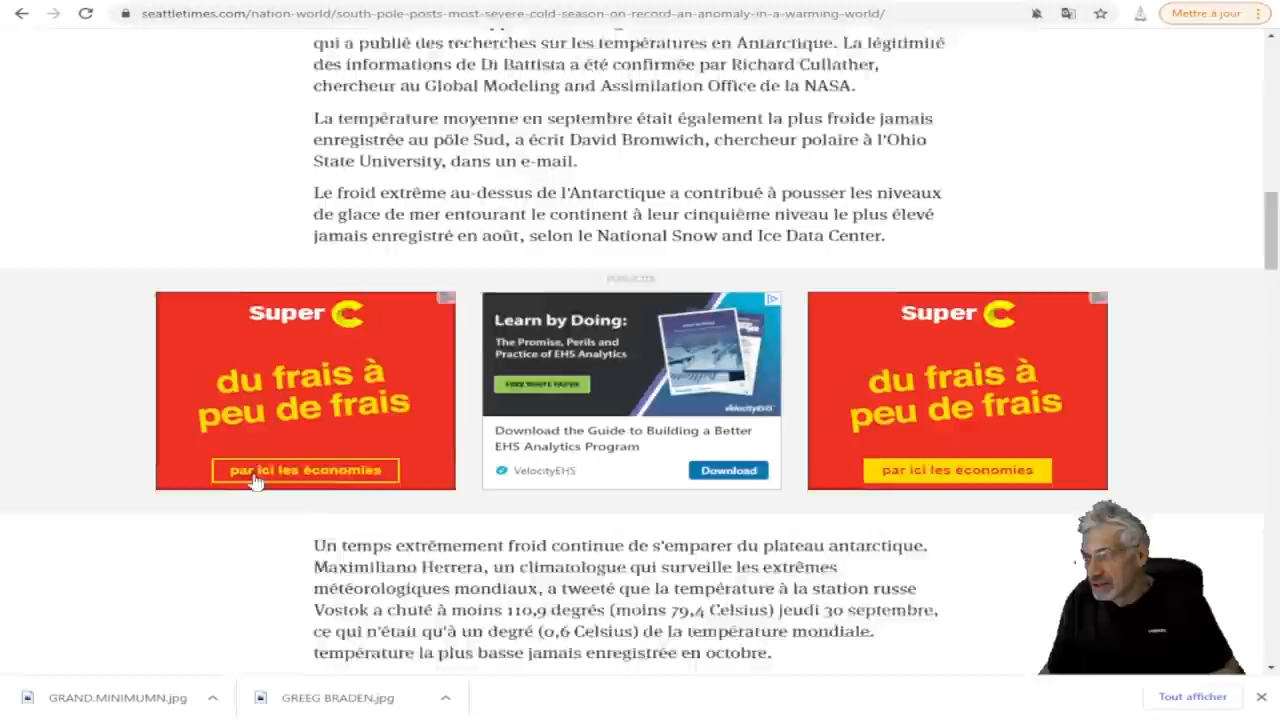 seattletimes.com/nation-world/south-pole-posts-most-severe-cold-season-on-record-an-anomaly-in-a-warming-world/
Mettre à jour
qui a publié des recherches sur les températures en Antarctique. La légitimité
des informations de Di Battista a été confirmée par Richard Cullather,
chercheur au Global Modeling and Assimilation Office de la NASA.
La température moyenne en septembre était également la plus froide jamais
enregistrée au pôle Sud, a écrit David Bromwich, chercheur polaire à l'Ohio
State University, dans un e-mail.
Le froid extrême au-dessus de l'Antarctique a contribué à pousser les niveaux
de glace de mer entourant le continent à leur cinquième niveau le plus élevé
jamais enregistré en août, selon le National Snow and Ice Data Center.
PUBLICITÉ
Super C
du frais à
peu de frais
par ici les économies
Learn by Doing:
The Promise, Perils and
Practice of EHS Analytics
FREE WHITE PAPER
VelocityEHS
Download the Guide to Building a Better
EHS Analytics Program
VelocityEHS
Download
Super C
du frais à
peu de frais
par ici les économies
Un temps extrêmement froid continue de s'emparer du plateau antarctique.
Maximiliano Herrera, un climatologue qui surveille les extrêmes
météorologiques mondiaux, a tweeté que la température à la station russe
Vostok a chuté à moins 110,9 degrés (moins 79,4 Celsius) jeudi 30 septembre,
ce qui n'était qu'à un degré (0,6 Celsius) de la température mondiale.
température la plus basse jamais enregistrée en octobre.
GRAND.MINIMUMN.jpg
GREEG BRADEN.jpg
Tout afficher